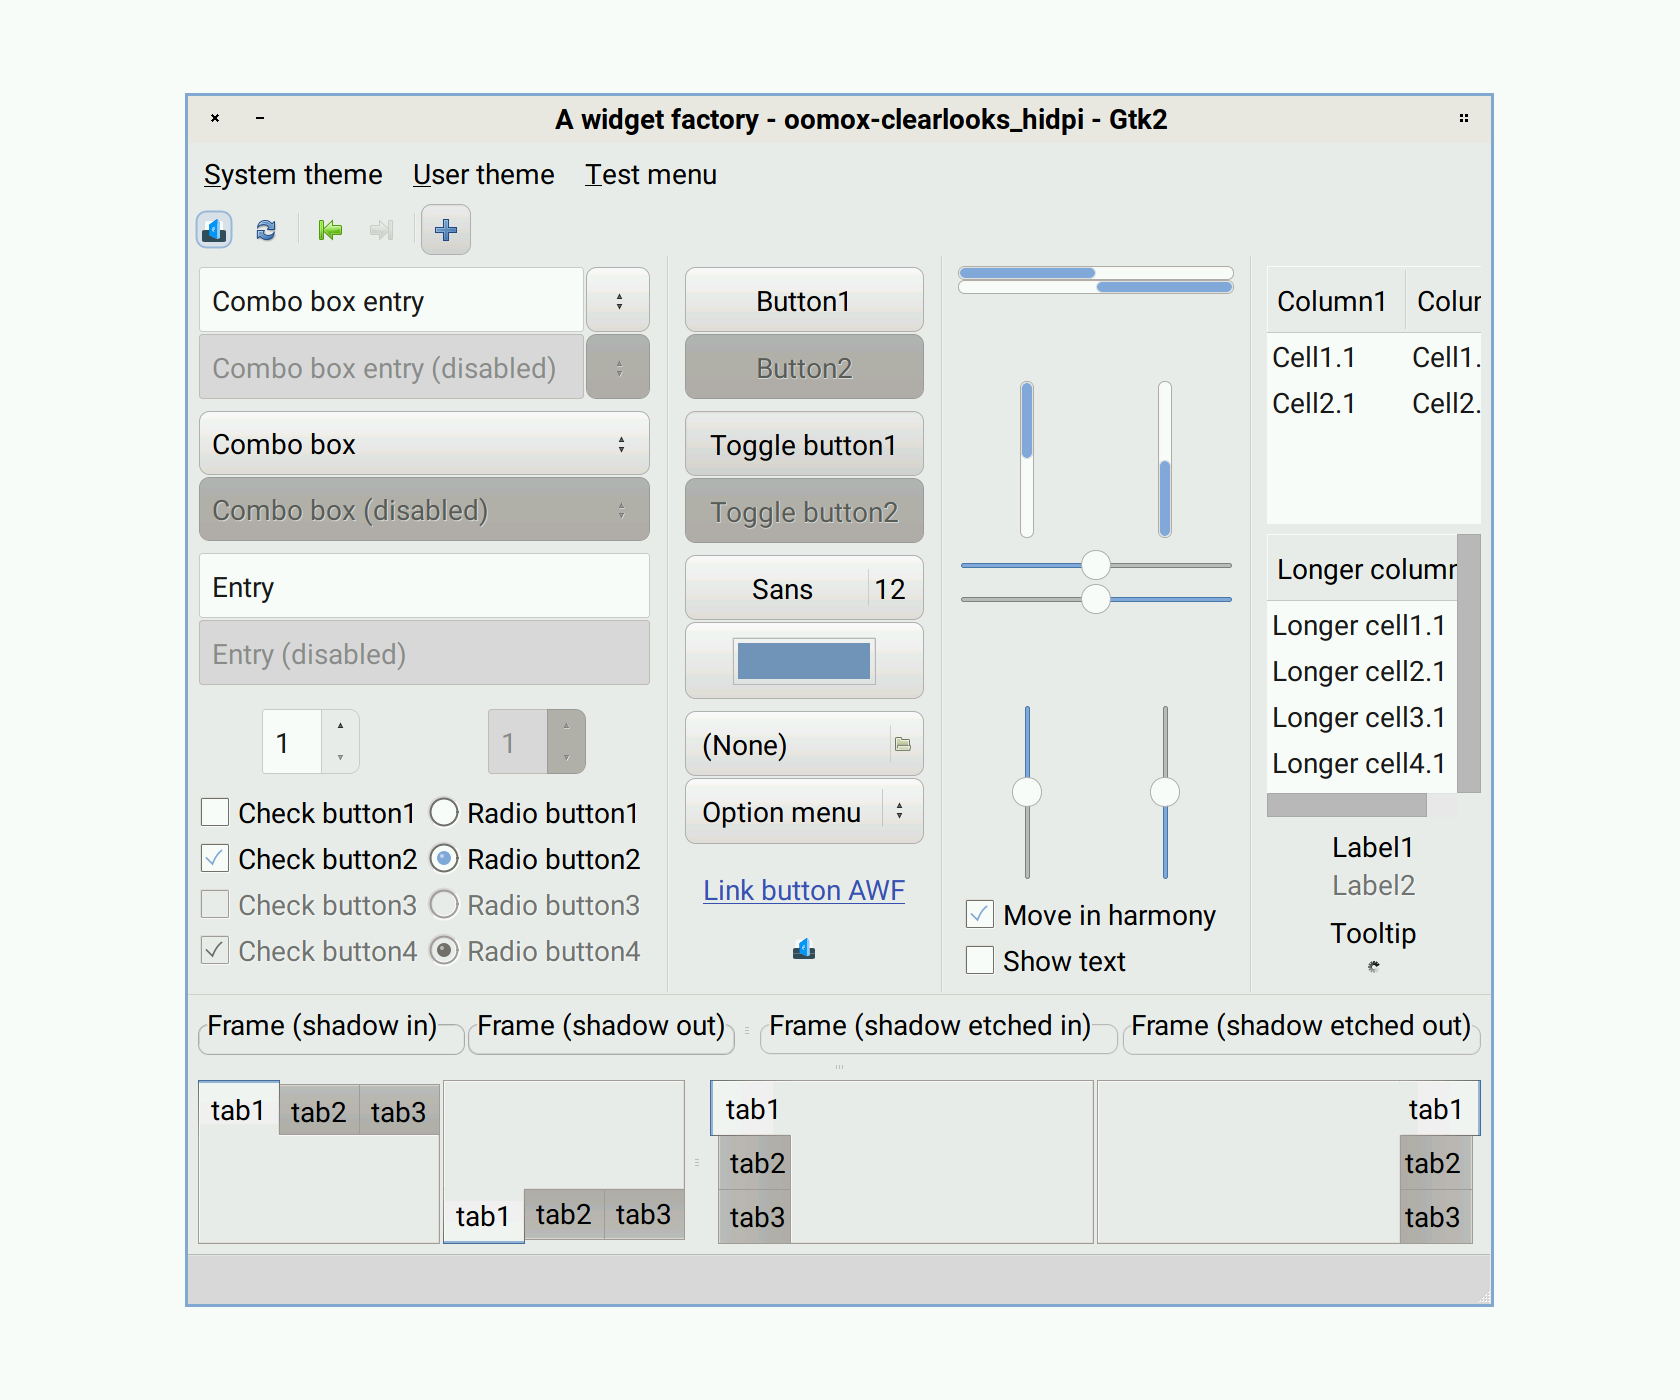 A widget factory - oomox-clearlooks_hidpi - Gtk2
System theme User theme Test menu
Combo box entry
Combo box entry (disabled)
Combo box
Combo box (disabled)
Entry
Entry (disabled)
1 1
Check button1 Radio button1
Check button2 Radio button2
Check button3 Radio button3
Check button4 Radio button4
Button1
Button2
Toggle button1
Toggle button2
Sans 12
(None)
Option menu
Link button AWF
Move in harmony
Show text
Column1 Colum
Cell1.1 Cell1.
Cell2.1 Cell2.
Longer column
Longer cell1.1
Longer cell2.1
Longer cell3.1
Longer cell4.1
Label1
Label2
Tooltip
Frame (shadow in) Frame (shadow out) Frame (shadow etched in) Frame (shadow etched out)
tab1 tab2 tab3
tab1 tab2 tab3
tab1
tab2
tab3
tab1
tab2
tab3